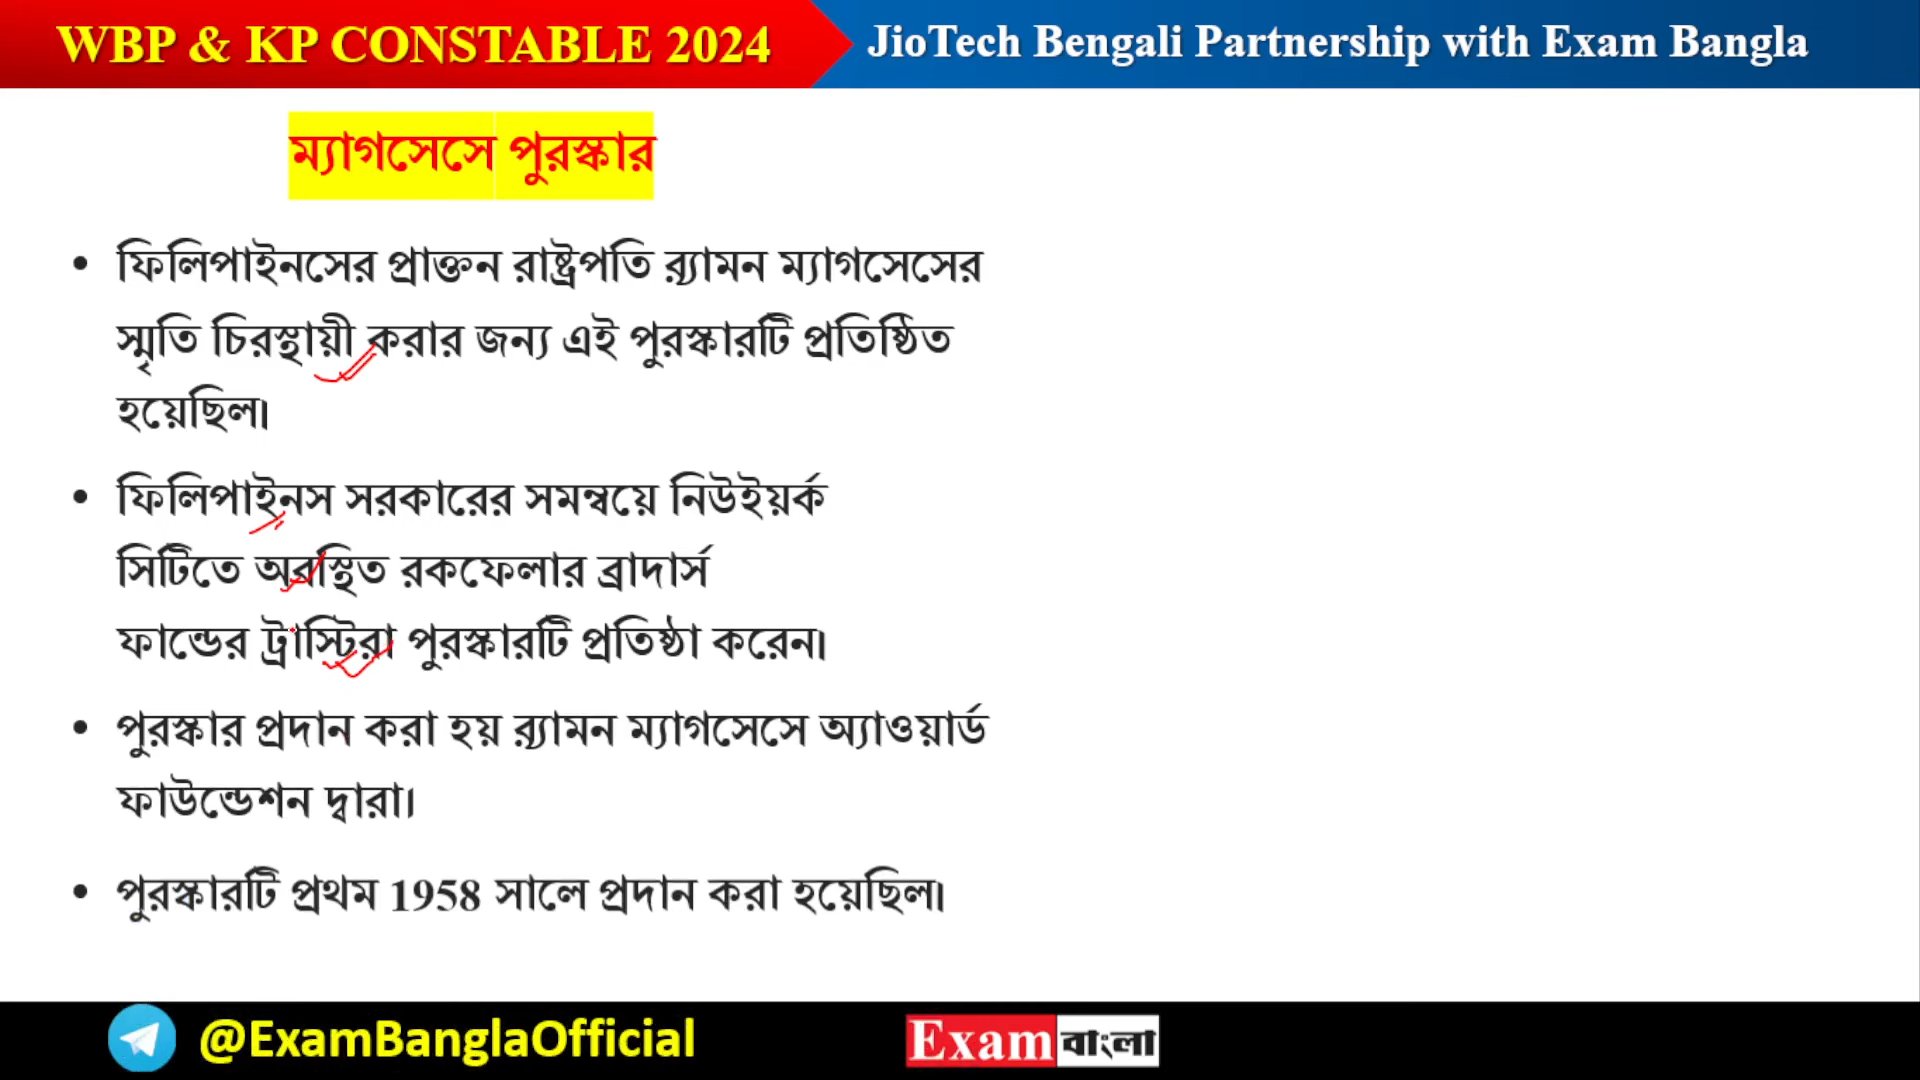 WBP & KP CONSTABLE 2024
JioTech Bengali Partnership with Exam Bangla
ম্যাগসেসে পুরস্কার
• ফিলিপাইনসের প্রাক্তন রাষ্ট্রপতি র‍্যামন ম্যাগসেসের
স্মৃতি চিরস্থায়ী করার জন্য এই পুরস্কারটি প্রতিষ্ঠিত
হয়েছিল।
• ফিলিপাইনস সরকারের সমন্বয়ে নিউইয়র্ক
সিটিতে অবস্থিত রকফেলার ব্রাদার্স
ফান্ডের ট্রাস্টিরা পুরস্কারটি প্রতিষ্ঠা করেন।
• পুরস্কার প্রদান করা হয় র‍্যামন ম্যাগসেসে অ্যাওয়ার্ড
ফাউন্ডেশন দ্বারা।
• পুরস্কারটি প্রথম 1958 সালে প্রদান করা হয়েছিল।
@ExamBanglaOfficial
Exam বাংলা